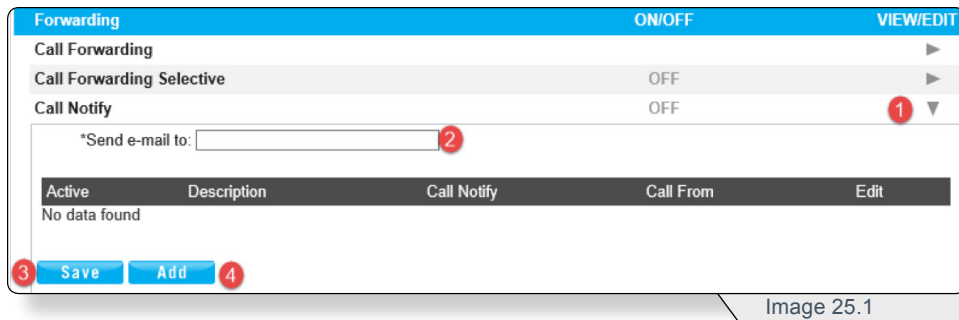 Forwarding ON/OFF VIEW/EDIT
Call Forwarding
Call Forwarding Selective OFF
Call Notify OFF 1
*Send e-mail to: 2
Active Description Call Notify Call From Edit
No data found
3 Save Add 4
Image 25.1